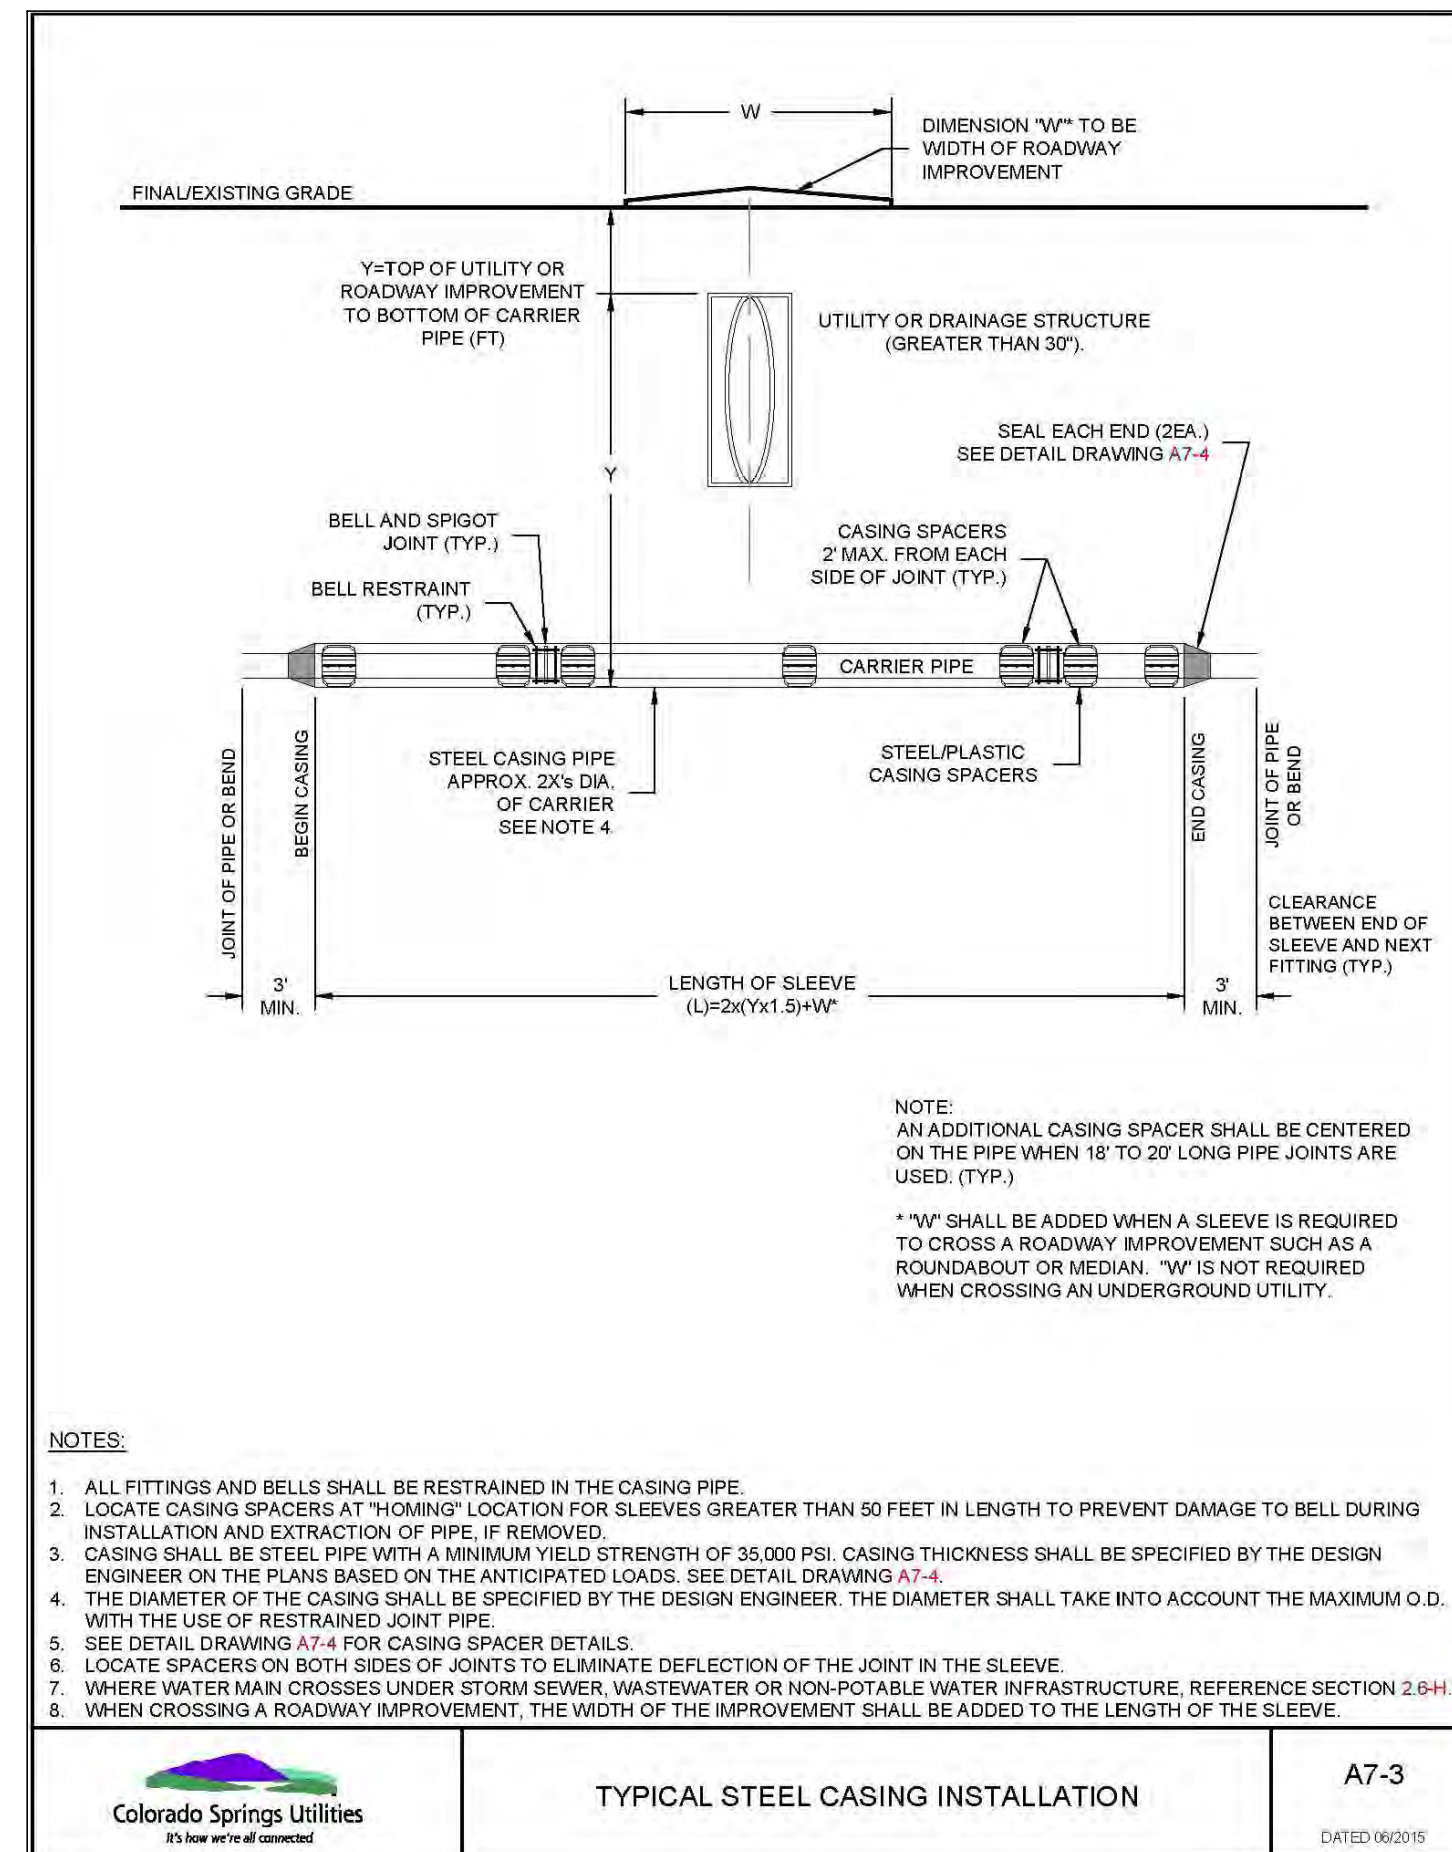 W
DIMENSION "W"* TO BE
WIDTH OF ROADWAY
IMPROVEMENT
FINAL/EXISTING GRADE
Y=TOP OF UTILITY OR
ROADWAY IMPROVEMENT
TO BOTTOM OF CARRIER
PIPE (FT)
UTILITY OR DRAINAGE STRUCTURE
(GREATER THAN 30").
SEAL EACH END (2EA.)
SEE DETAIL DRAWING A7-4
Y
BELL AND SPIGOT
JOINT (TYP.)
CASING SPACERS
2' MAX. FROM EACH
SIDE OF JOINT (TYP.)
BELL RESTRAINT
(TYP.)
CARRIER PIPE
JOINT OF PIPE OR BEND
BEGIN CASING
STEEL CASING PIPE
APPROX. 2X's DIA.
OF CARRIER
SEE NOTE 4
STEEL/PLASTIC
CASING SPACERS
END CASING
JOINT OF PIPE
OR BEND
CLEARANCE
BETWEEN END OF
SLEEVE AND NEXT
FITTING (TYP.)
3'
MIN.
LENGTH OF SLEEVE
(L)=2x(Yx1.5)+W*
3'
MIN.
NOTE:
AN ADDITIONAL CASING SPACER SHALL BE CENTERED
ON THE PIPE WHEN 18' TO 20' LONG PIPE JOINTS ARE
USED. (TYP.)
* "W" SHALL BE ADDED WHEN A SLEEVE IS REQUIRED
TO CROSS A ROADWAY IMPROVEMENT SUCH AS A
ROUNDABOUT OR MEDIAN. "W" IS NOT REQUIRED
WHEN CROSSING AN UNDERGROUND UTILITY.
NOTES:
1. ALL FITTINGS AND BELLS SHALL BE RESTRAINED IN THE CASING PIPE.
2. LOCATE CASING SPACERS AT "HOMING" LOCATION FOR SLEEVES GREATER THAN 50 FEET IN LENGTH TO PREVENT DAMAGE TO BELL DURING
INSTALLATION AND EXTRACTION OF PIPE, IF REMOVED.
3. CASING SHALL BE STEEL PIPE WITH A MINIMUM YIELD STRENGTH OF 35,000 PSI. CASING THICKNESS SHALL BE SPECIFIED BY THE DESIGN
ENGINEER ON THE PLANS BASED ON THE ANTICIPATED LOADS. SEE DETAIL DRAWING A7-4.
4. THE DIAMETER OF THE CASING SHALL BE SPECIFIED BY THE DESIGN ENGINEER. THE DIAMETER SHALL TAKE INTO ACCOUNT THE MAXIMUM O.D.
WITH THE USE OF RESTRAINED JOINT PIPE.
5. SEE DETAIL DRAWING A7-4 FOR CASING SPACER DETAILS.
6. LOCATE SPACERS ON BOTH SIDES OF JOINTS TO ELIMINATE DEFLECTION OF THE JOINT IN THE SLEEVE.
7. WHERE WATER MAIN CROSSES UNDER STORM SEWER, WASTEWATER OR NON-POTABLE WATER INFRASTRUCTURE, REFERENCE SECTION 2.6-H.
8. WHEN CROSSING A ROADWAY IMPROVEMENT, THE WIDTH OF THE IMPROVEMENT SHALL BE ADDED TO THE LENGTH OF THE SLEEVE.
Colorado Springs Utilities
It's how we're all connected
TYPICAL STEEL CASING INSTALLATION
A7-3
DATED 06/2015